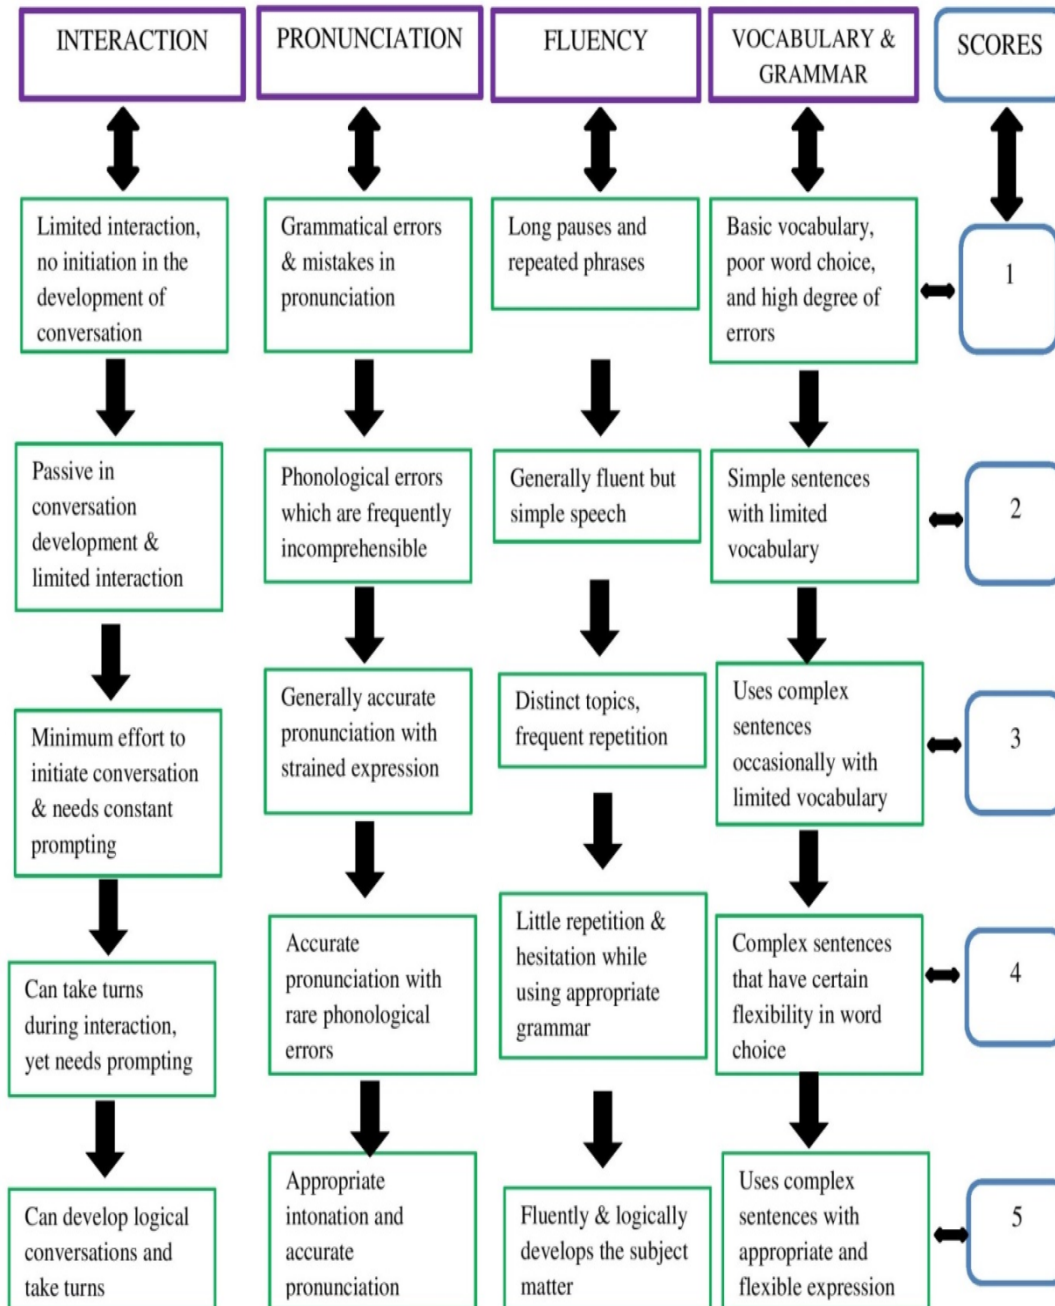 INTERACTION
PRONUNCIATION
FLUENCY
VOCABULARY &
GRAMMAR
SCORES
Limited interaction,
no initiation in the
development of
conversation
Grammatical errors
& mistakes in
pronunciation
Long pauses and
repeated phrases
Basic vocabulary,
poor word choice,
and high degree of
errors
1
Passive in
conversation
development &
limited interaction
Phonological errors
which are frequently
incomprehensible
Generally fluent but
simple speech
Simple sentences
with limited
vocabulary
2
Minimum effort to
initiate conversation
& needs constant
prompting
Generally accurate
pronunciation with
strained expression
Distinct topics,
frequent repetition
Uses complex
sentences
occasionally with
limited vocabulary
3
Can take turns
during interaction,
yet needs prompting
Accurate
pronunciation with
rare phonological
errors
Little repetition &
hesitation while
using appropriate
grammar
Complex sentences
that have certain
flexibility in word
choice
4
Can develop logical
conversations and
take turns
Appropriate
intonation and
accurate
pronunciation
Fluently & logically
develops the subject
matter
Uses complex
sentences with
appropriate and
flexible expression
5